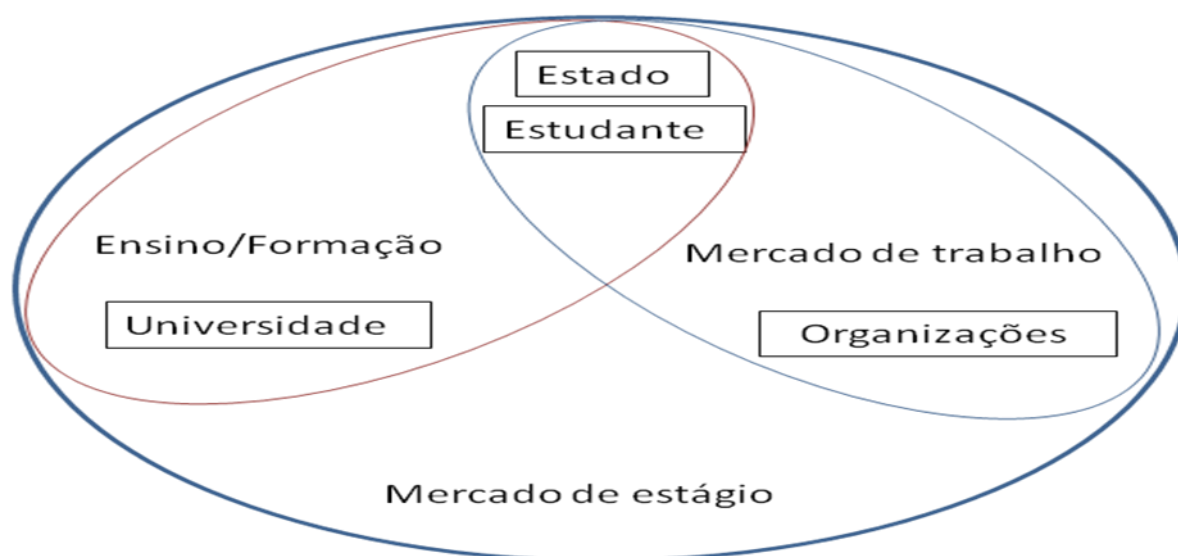 Estado
Estudante
Ensino/Formação
Mercado de trabalho
Universidade
Organizações
Mercado de estágio